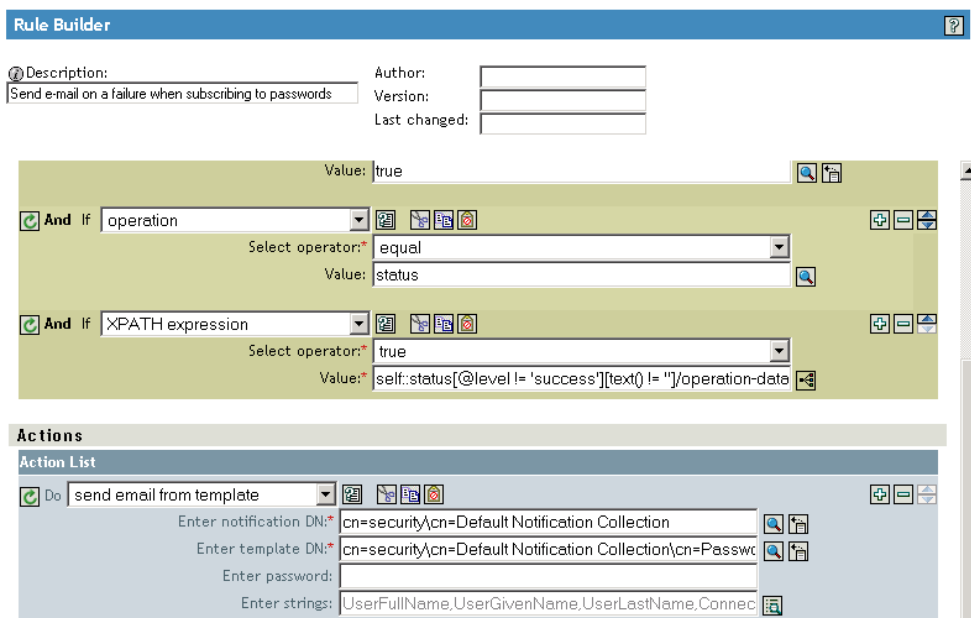 Rule Builder
?
Description:
Send e-mail on a failure when subscribing to passwords
Author:
Version:
Last changed:
Value: true
And If operation
Select operator:* equal
Value: status
And If XPATH expression
Select operator:* true
Value:* self::status[@level != 'success'][text() != '']/operation-data
Actions
Action List
Do send email from template
Enter notification DN:* cn=security\cn=Default Notification Collection
Enter template DN:* cn=security\cn=Default Notification Collection\cn=Passwo
Enter password:
Enter strings: UserFullName,UserGivenName,UserLastName,Connec